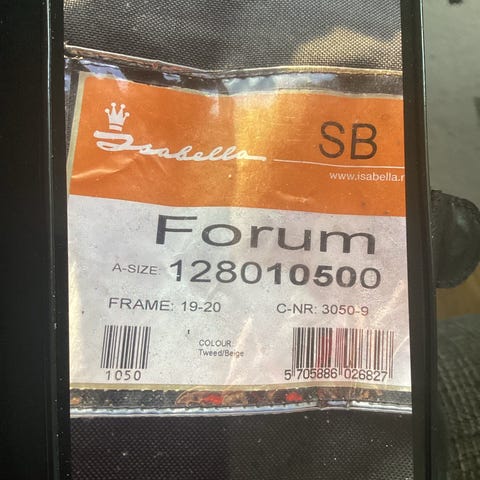 Isabella
SB
www.isabella.n
Forum
A-SIZE: 128010500
FRAME: 19-20 C-NR: 3050-9
COLOUR
Tweed/Beige
1050
5 705886 026827